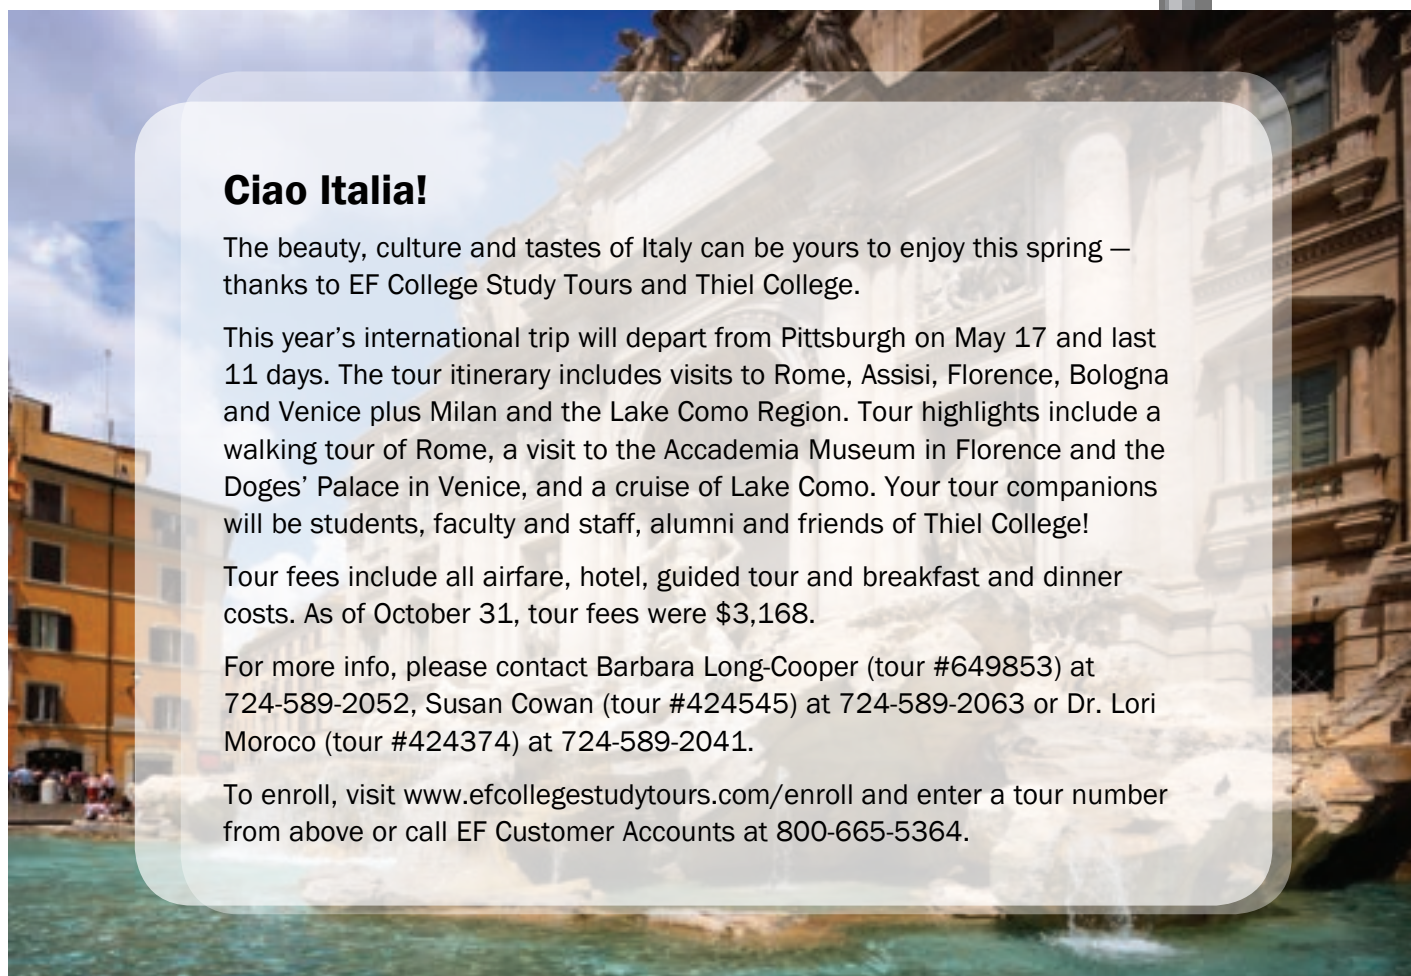 Ciao Italia!
The beauty, culture and tastes of Italy can be yours to enjoy this spring —
thanks to EF College Study Tours and Thiel College.
This year’s international trip will depart from Pittsburgh on May 17 and last
11 days. The tour itinerary includes visits to Rome, Assisi, Florence, Bologna
and Venice plus Milan and the Lake Como Region. Tour highlights include a
walking tour of Rome, a visit to the Accademia Museum in Florence and the
Doges’ Palace in Venice, and a cruise of Lake Como. Your tour companions
will be students, faculty and staff, alumni and friends of Thiel College!
Tour fees include all airfare, hotel, guided tour and breakfast and dinner
costs. As of October 31, tour fees were $3,168.
For more info, please contact Barbara Long-Cooper (tour #649853) at
724-589-2052, Susan Cowan (tour #424545) at 724-589-2063 or Dr. Lori
Moroco (tour #424374) at 724-589-2041.
To enroll, visit www.efcollegestudytours.com/enroll and enter a tour number
from above or call EF Customer Accounts at 800-665-5364.